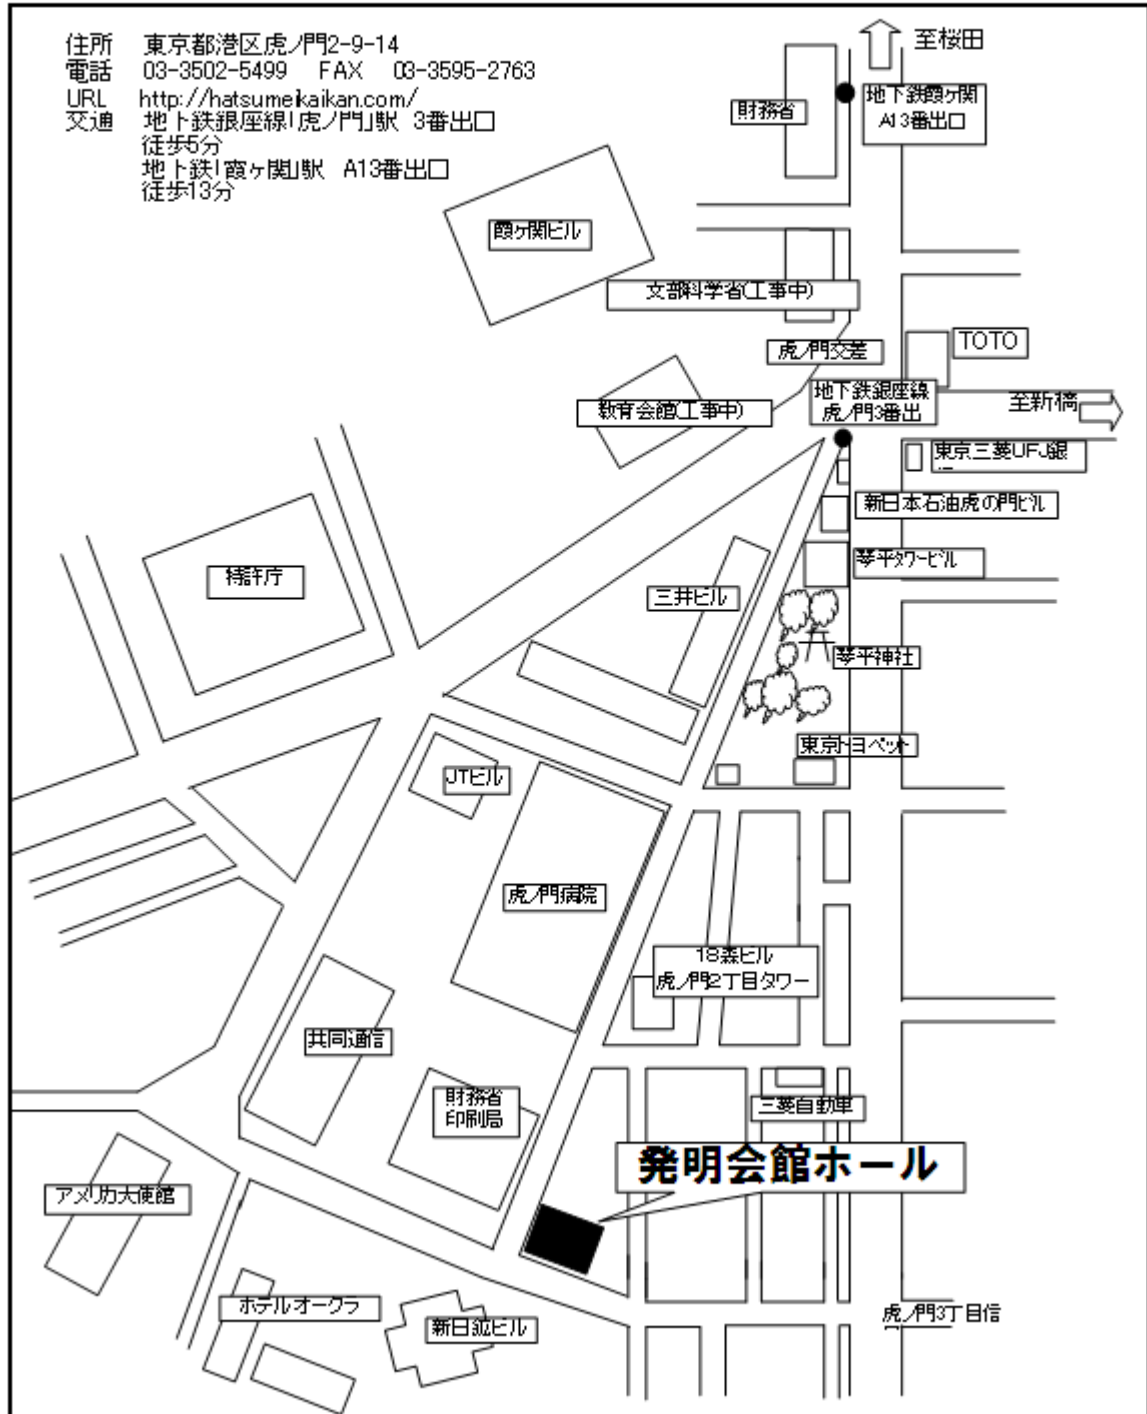 住所 東京都港区虎ノ門2-9-14
電話 03-3502-5499 FAX 03-3595-2763
URL http://hatsumeikaikan.com/
交通 地下鉄銀座線「虎ノ門」駅 3番出口
徒歩5分
地下鉄「霞ヶ関」駅 A13番出口
徒歩13分
至桜田
財務省
地下鉄霞ヶ関
A13番出口
霞ヶ関ビル
文部科学省(工事中)
虎ノ門交差
TOTO
地下鉄銀座線
虎ノ門3番出
至新橋
教育会館(工事中)
東京三菱UFJ銀
新日本石油虎の門ビル
琴平タワービル
特許庁
三井ビル
琴平神社
東京トヨペット
JTビル
虎ノ門病院
18森ビル
虎ノ門2丁目タワー
共同通信
財務省
印刷局
三菱自動車
発明会館ホール
アメリカ大使館
ホテルオークラ
新日鉱ビル
虎ノ門3丁目信